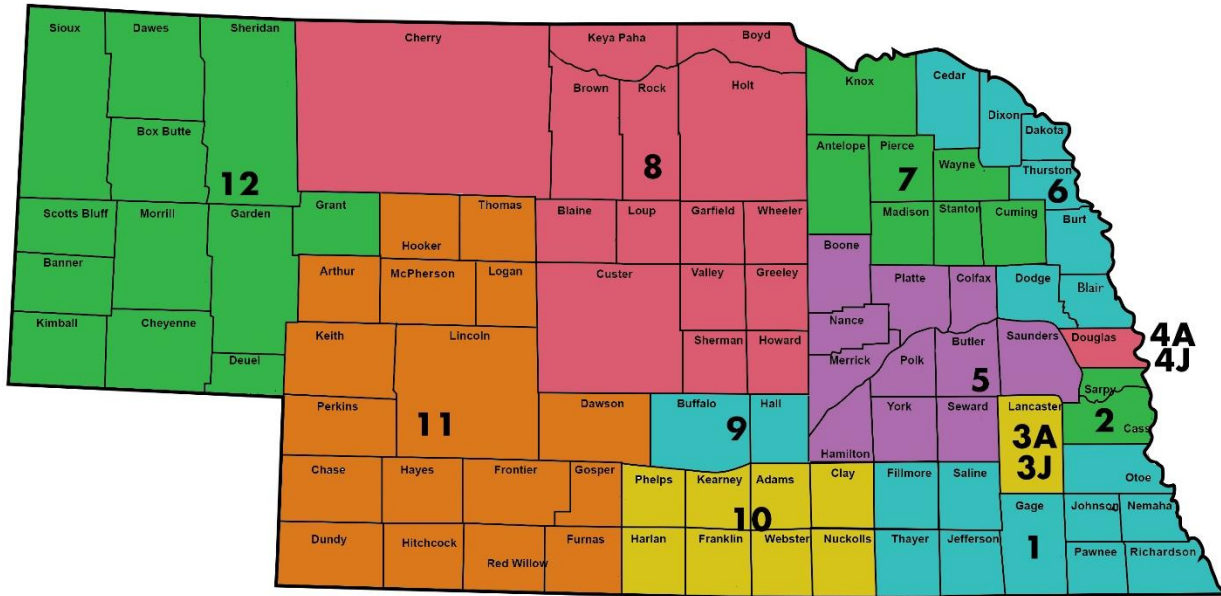 Sioux
Dawes
Sheridan
Cherry
Keya Paha
Boyd
Knox
Cedar
Dixon
Dakota
Brown
Rock
Holt
Box Butte
12
8
Antelope
Pierce
7
Wayne
Thurston
6
Scotts Bluff
Morrill
Garden
Grant
Hooker
Thomas
Blaine
Loup
Garfield
Wheeler
Madison
Stanton
Cuming
Burt
Banner
Arthur
McPherson
Logan
Custer
Valley
Greeley
Boone
Platte
Colfax
Dodge
Blair
Kimball
Cheyenne
Deuel
Keith
Lincoln
Sherman
Howard
Nance
Merrick
Polk
Butler
5
Saunders
Douglas
4A
4J
Perkins
11
Dawson
Buffalo
9
Hall
Hamilton
York
Seward
Lancaster
3A
3J
Sarpy
2
Cass
Chase
Hayes
Frontier
Gosper
Phelps
Kearney
Adams
10
Clay
Fillmore
Saline
Otoe
Gage
1
Johnson
Nemaha
Dundy
Hitchcock
Red Willow
Furnas
Harlan
Franklin
Webster
Nuckolls
Thayer
Jefferson
Pawnee
Richardson